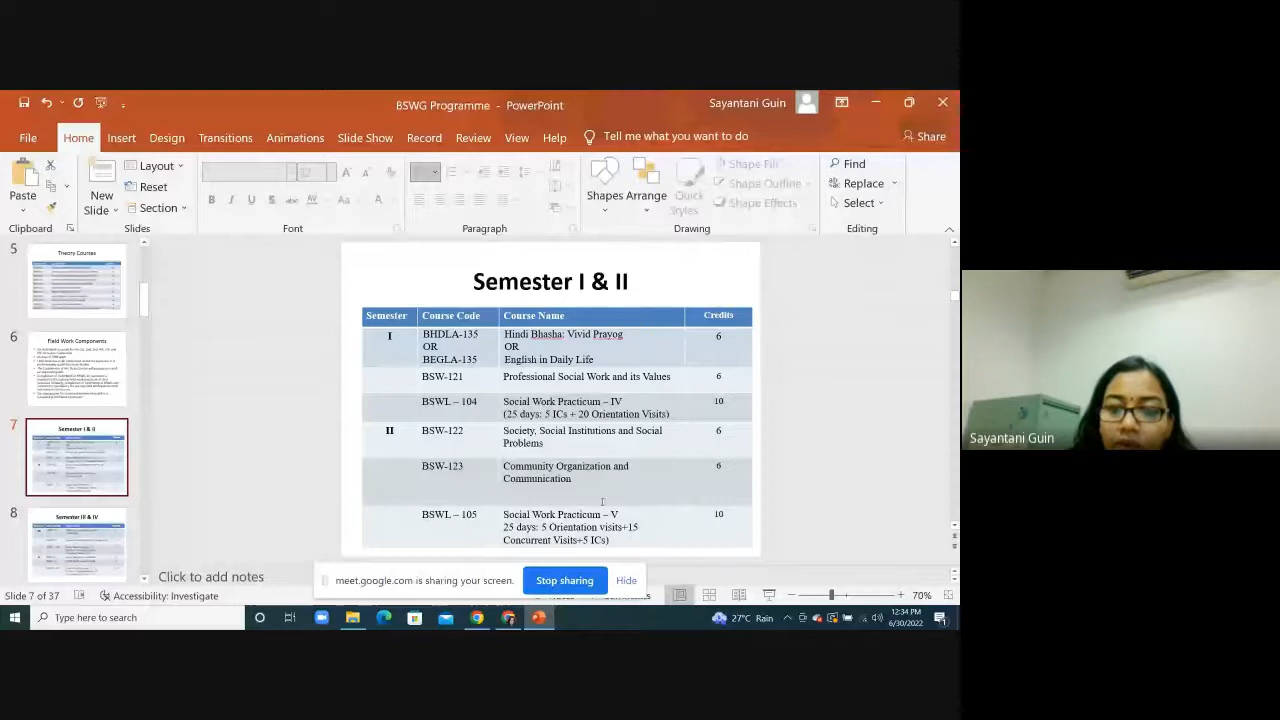 BSWG Programme - PowerPoint
Sayantani Guin
File Home Insert Design Transitions Animations Slide Show Record Review View Help Tell me what you want to do Share
Paste
New
Slide
Layout
Reset
Section
Shapes Arrange Quick
Styles
Shape Fill
Shape Outline
Shape Effects
Find
Replace
Select
Clipboard Slides Font Paragraph Drawing Editing
5
Theory Courses
6
Field Work Components
7
Semester I & II
8
Semester III & IV
Semester I & II
Semester Course Code Course Name Credits
I BHDLA-135 Hindi Bhasha: Vivid Prayog 6
OR OR
BEGLA-135 English in Daily Life
BSW-121 Professional Social Work and its Values 6
BSWL – 104 Social Work Practicum – IV 10
(25 days: 5 ICs + 20 Orientation Visits)
II BSW-122 Society, Social Institutions and Social 6
Problems
BSW-123 Community Organization and 6
Communication
BSWL – 105 Social Work Practicum – V 10
25 days: 5 Orientation visits+15
Concurrent Visits+5 ICs)
Click to add notes
meet.google.com is sharing your screen. Stop sharing Hide
Slide 7 of 37 Accessibility: Investigate 70%
Type here to search
27°C Rain
12:34 PM
6/30/2022
Sayantani Guin